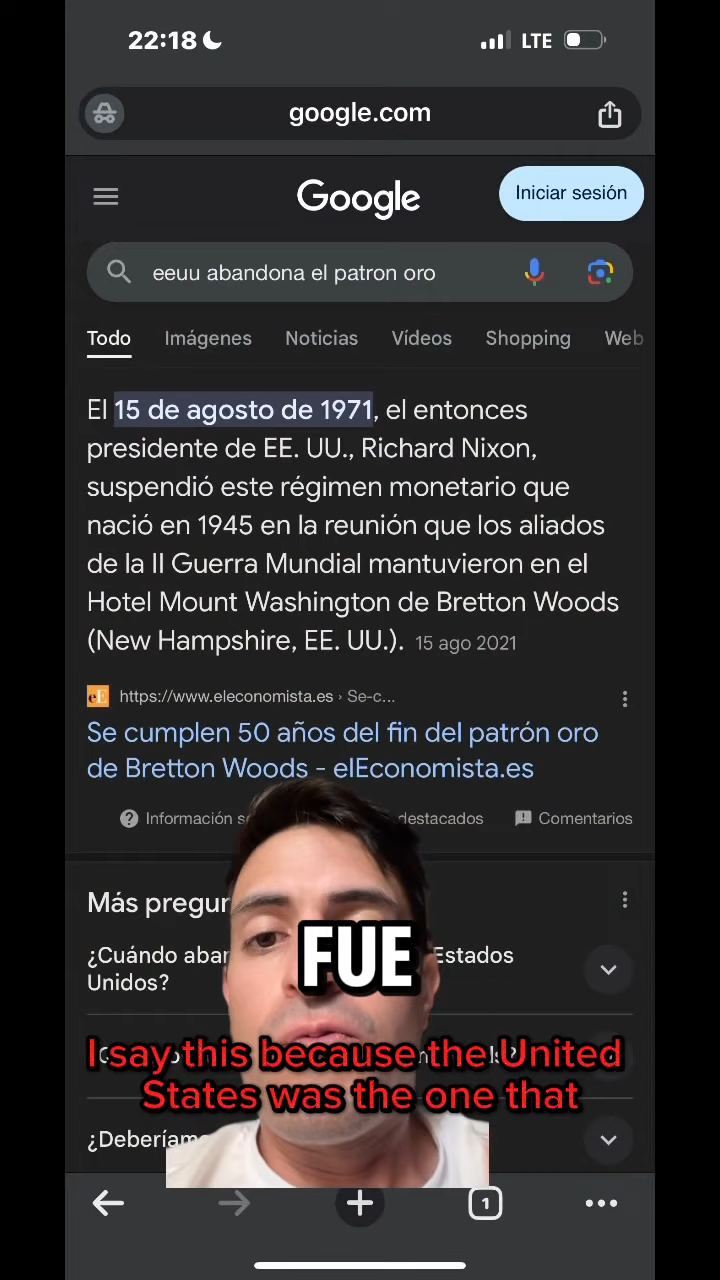 22:18
LTE
google.com
Google
Iniciar sesión
eeuu abandona el patron oro
Todo Imágenes Noticias Vídeos Shopping Web
El 15 de agosto de 1971, el entonces
presidente de EE. UU., Richard Nixon,
suspendió este régimen monetario que
nació en 1945 en la reunión que los aliados
de la II Guerra Mundial mantuvieron en el
Hotel Mount Washington de Bretton Woods
(New Hampshire, EE. UU.). 15 ago 2021
eE https://www.eleconomista.es › Se-c...
Se cumplen 50 años del fin del patrón oro
de Bretton Woods - elEconomista.es
Información destacados Comentarios
Más
¿Cuándo Estados
Unidos?
FUE
I say this because the United
States was the one that
1